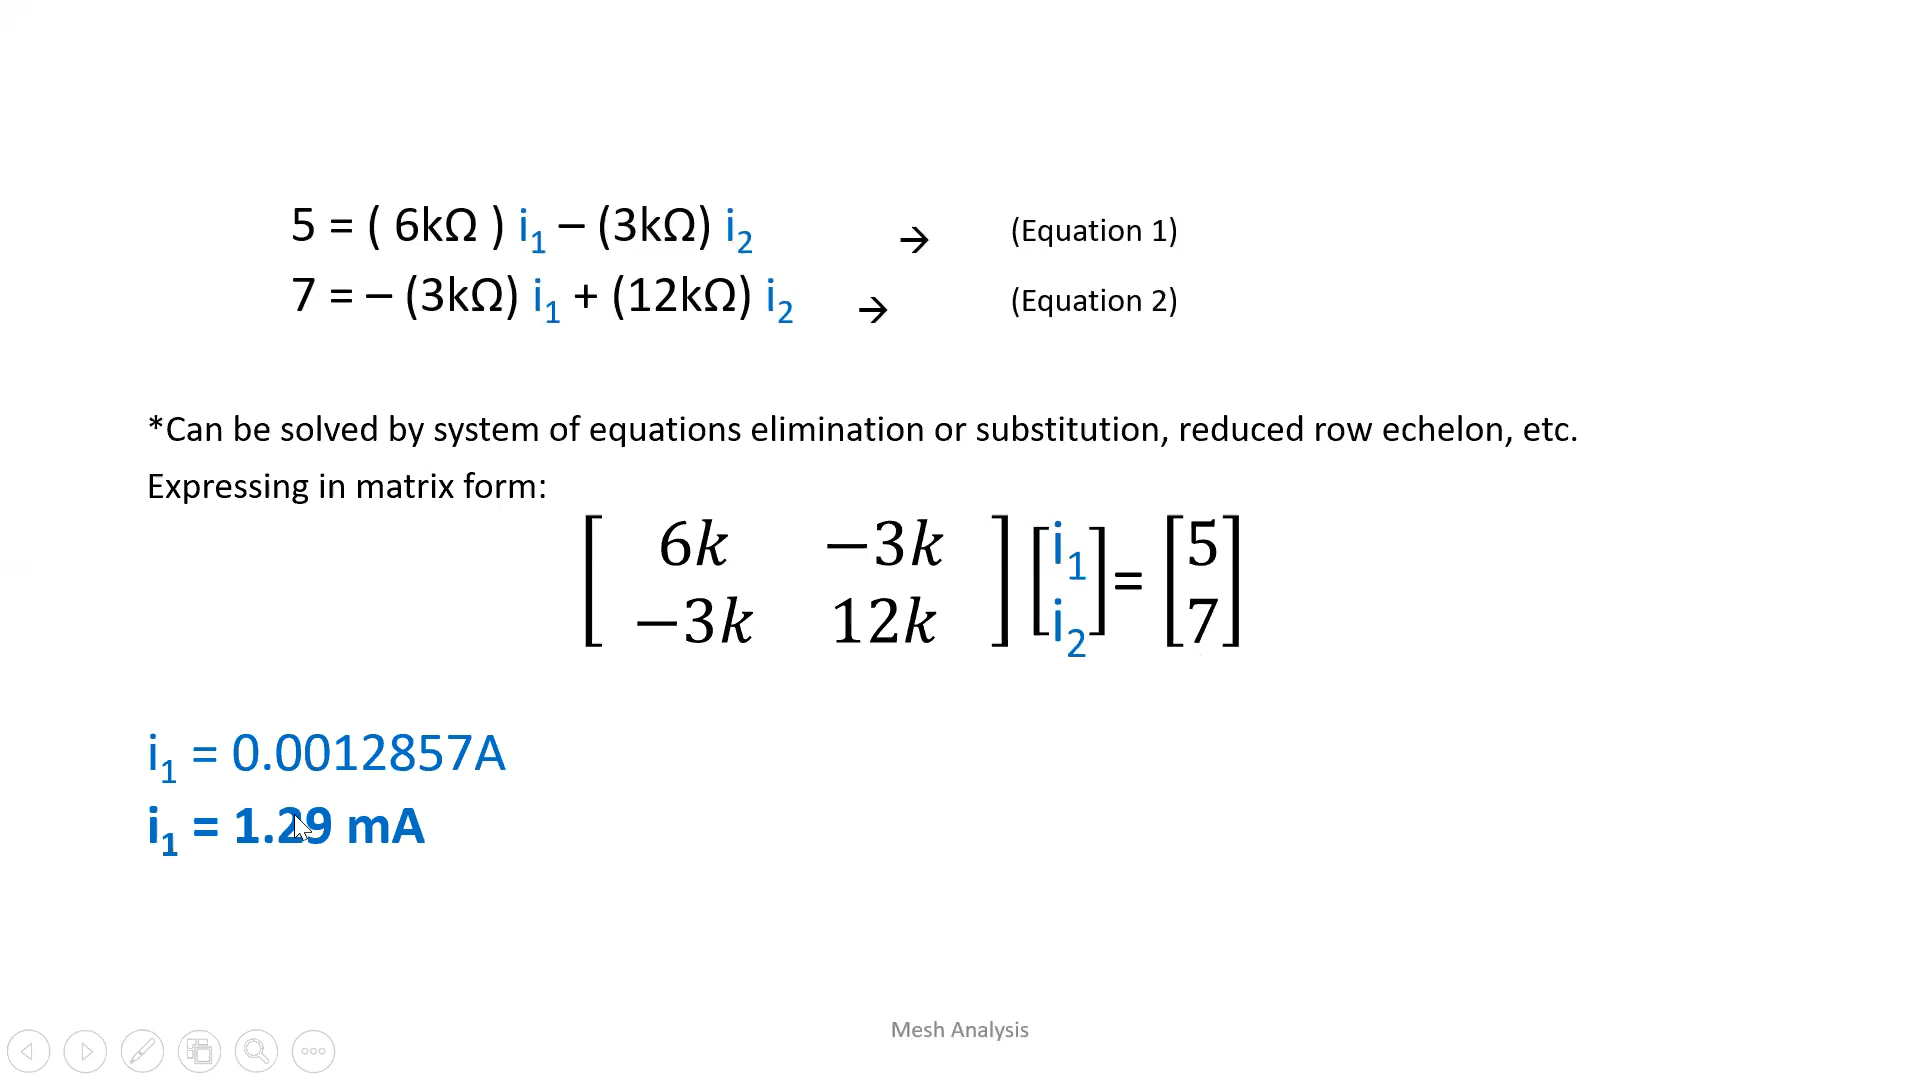 5 = ( 6kΩ ) i₁ – (3kΩ) i₂ → (Equation 1)
7 = – (3kΩ) i₁ + (12kΩ) i₂ → (Equation 2)
*Can be solved by system of equations elimination or substitution, reduced row echelon, etc.
Expressing in matrix form:
[ 6k −3k ] [ i₁ ] = [ 5 ]
[ −3k 12k ] [ i₂ ] [ 7 ]
i₁ = 0.0012857A
i₁ = 1.29 mA
Mesh Analysis